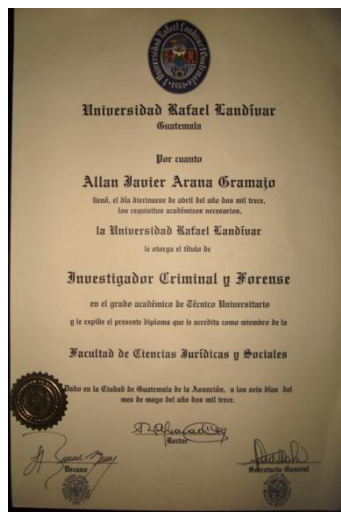 Universidad Rafael Landívar
Guatemala
Por cuanto
Allan Javier Arana Gramajo
llenó, el día diecinueve de abril del año dos mil trece,
los requisitos académicos necesarios,
la Universidad Rafael Landívar
le otorga el título de
Investigador Criminal y Forense
en el grado académico de Técnico Universitario
y le expide el presente diploma que le acredita como miembro de la
Facultad de Ciencias Jurídicas y Sociales
Dado en la Ciudad de Guatemala de la Asunción, a los seis días del
mes de mayo del año dos mil trece.
Rector
Decano
Secretario General